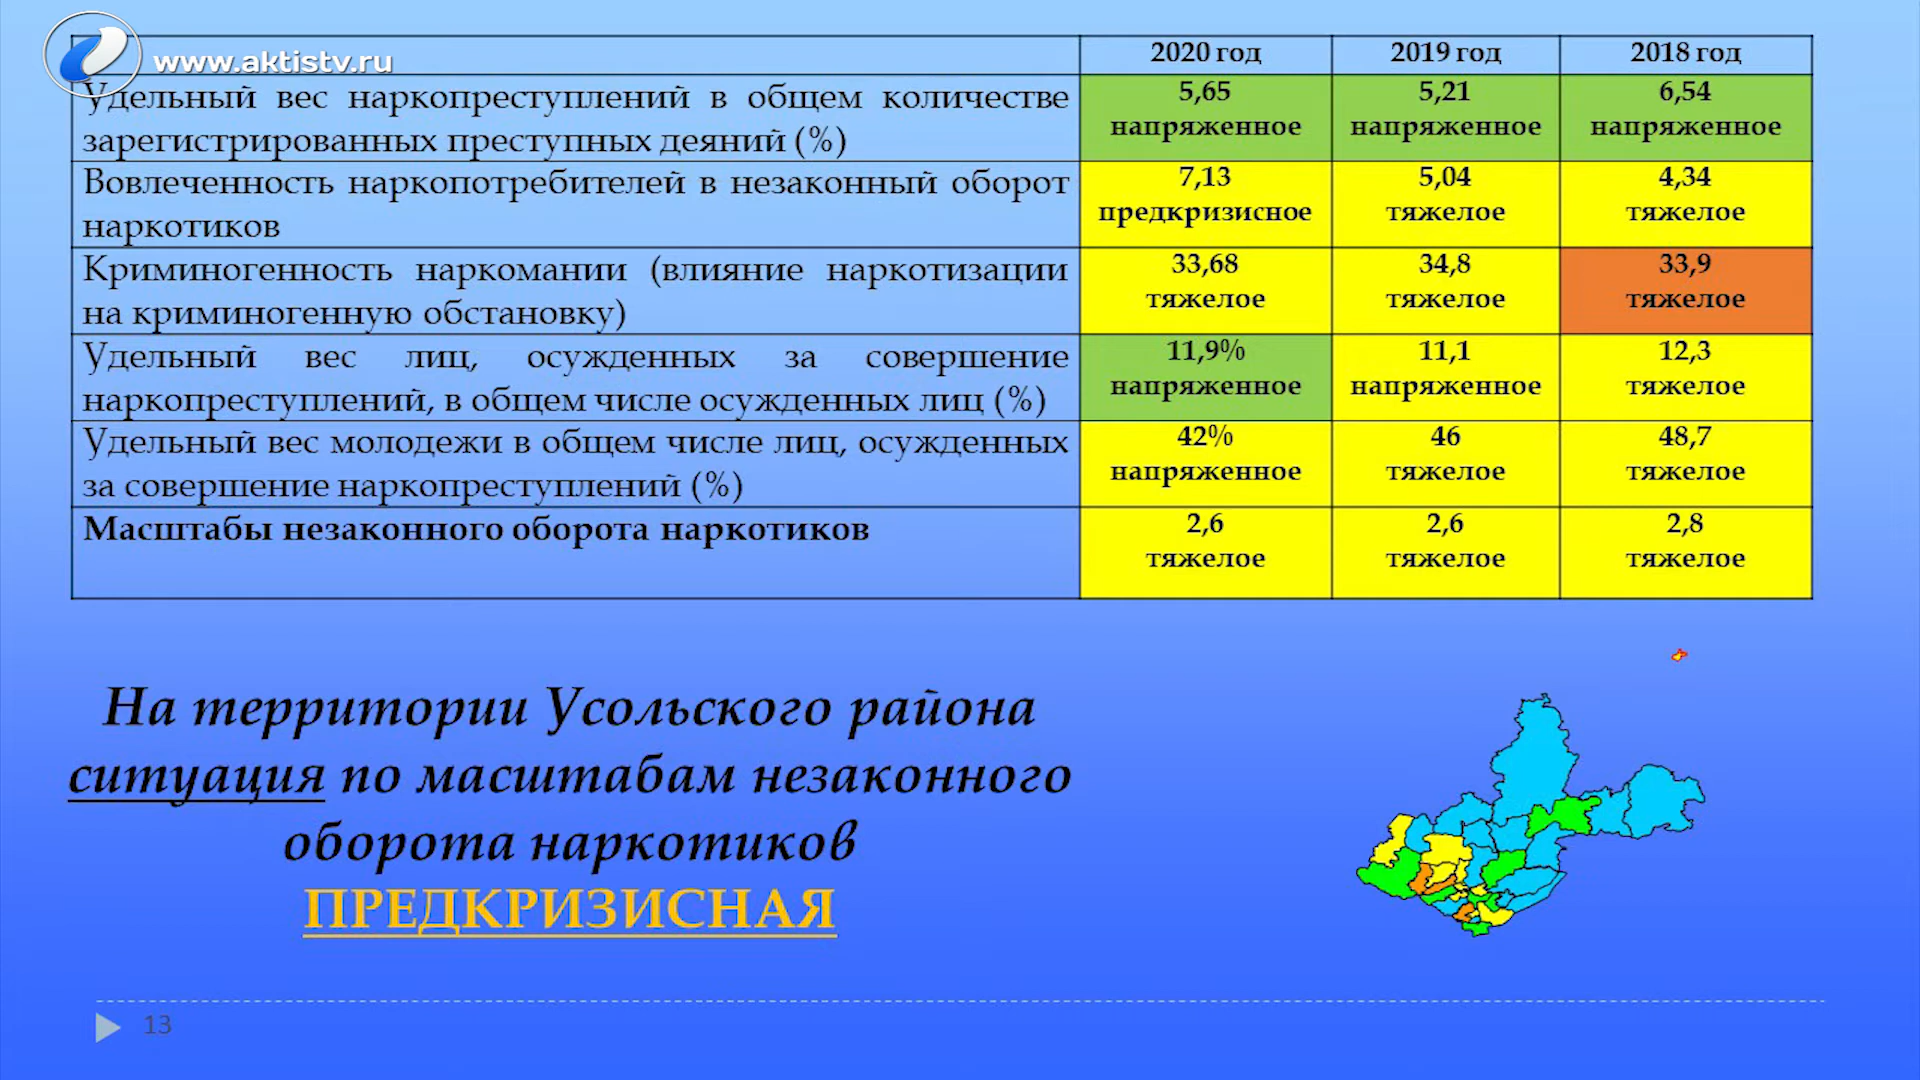 www.aktistv.ru
2020 год 2019 год 2018 год
Удельный вес наркопреступлений в общем количестве
зарегистрированных преступных деяний (%)
5,65
напряженное
5,21
напряженное
6,54
напряженное
Вовлеченность наркопотребителей в незаконный оборот
наркотиков
7,13
предкризисное
5,04
тяжелое
4,34
тяжелое
Криминогенность наркомании (влияние наркотизации
на криминогенную обстановку)
33,68
тяжелое
34,8
тяжелое
33,9
тяжелое
Удельный вес лиц, осужденных за совершение
наркопреступлений, в общем числе осужденных лиц (%)
11,9%
напряженное
11,1
напряженное
12,3
тяжелое
Удельный вес молодежи в общем числе лиц, осужденных
за совершение наркопреступлений (%)
42%
напряженное
46
тяжелое
48,7
тяжелое
Масштабы незаконного оборота наркотиков
2,6
тяжелое
2,6
тяжелое
2,8
тяжелое
На территории Усольского района
ситуация по масштабам незаконного
оборота наркотиков
ПРЕДКРИЗИСНАЯ
13